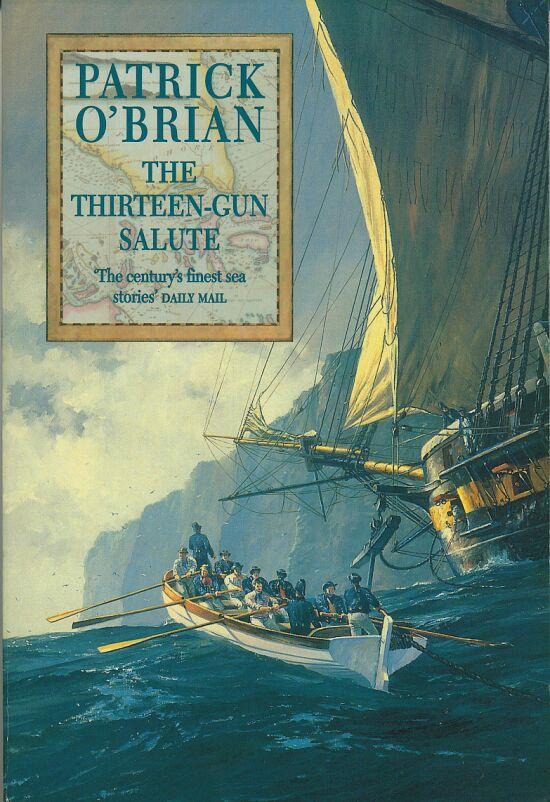 PATRICK
O'BRIAN
THE
THIRTEEN-GUN
SALUTE
'The century's finest sea
stories' DAILY MAIL